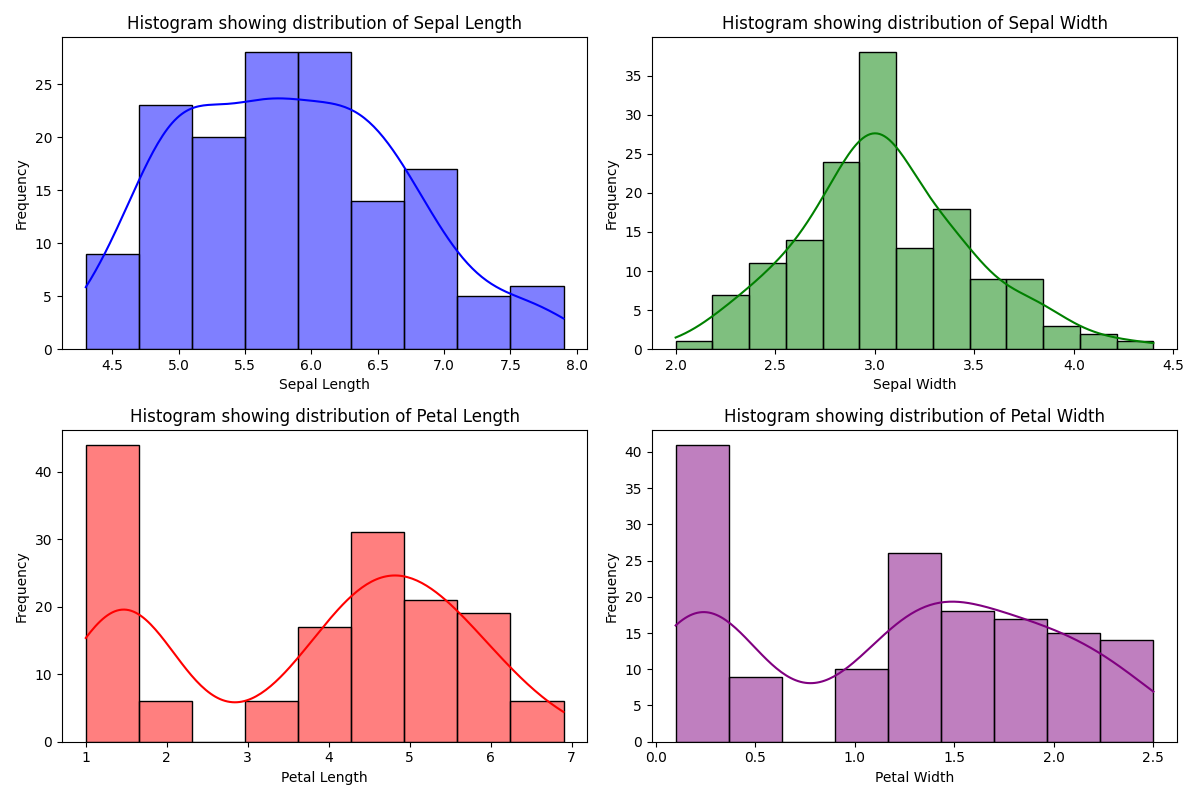 Histogram showing distribution of Sepal Length
Frequency
0
5
10
15
20
25
4.5 5.0 5.5 6.0 6.5 7.0 7.5 8.0
Sepal Length
Histogram showing distribution of Sepal Width
Frequency
0
5
10
15
20
25
30
35
2.0 2.5 3.0 3.5 4.0 4.5
Sepal Width
Histogram showing distribution of Petal Length
Frequency
0
10
20
30
40
1 2 3 4 5 6 7
Petal Length
Histogram showing distribution of Petal Width
Frequency
0
5
10
15
20
25
30
35
40
0.0 0.5 1.0 1.5 2.0 2.5
Petal Width